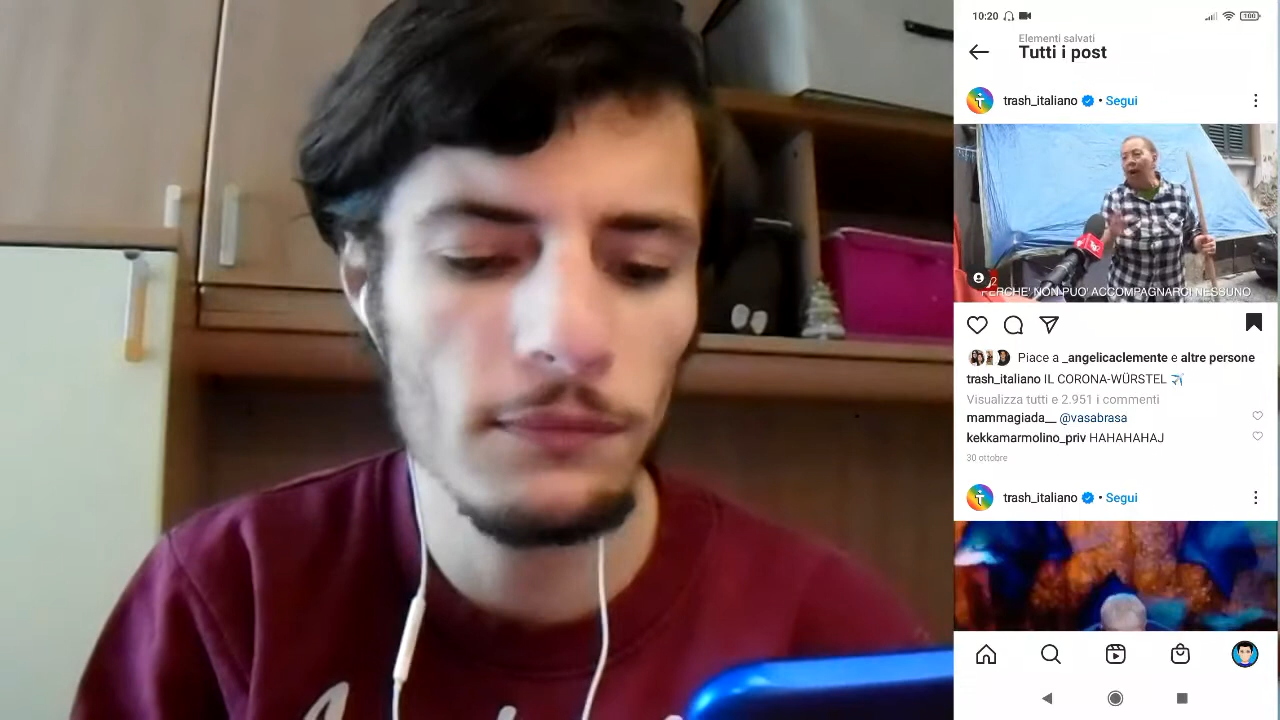 10:20
100
Elementi salvati
Tutti i post
trash_italiano • Segui
PERCHE' NON PUO' ACCOMPAGNARCI NESSUNO
Piace a _angelicaclemente e altre persone
trash_italiano IL CORONA-WÜRSTEL ✈️
Visualizza tutti e 2.951 i commenti
mammagiada__ @vasabrasa
kekkamarmolino_priv HAHAHAHAJ
30 ottobre
trash_italiano • Segui